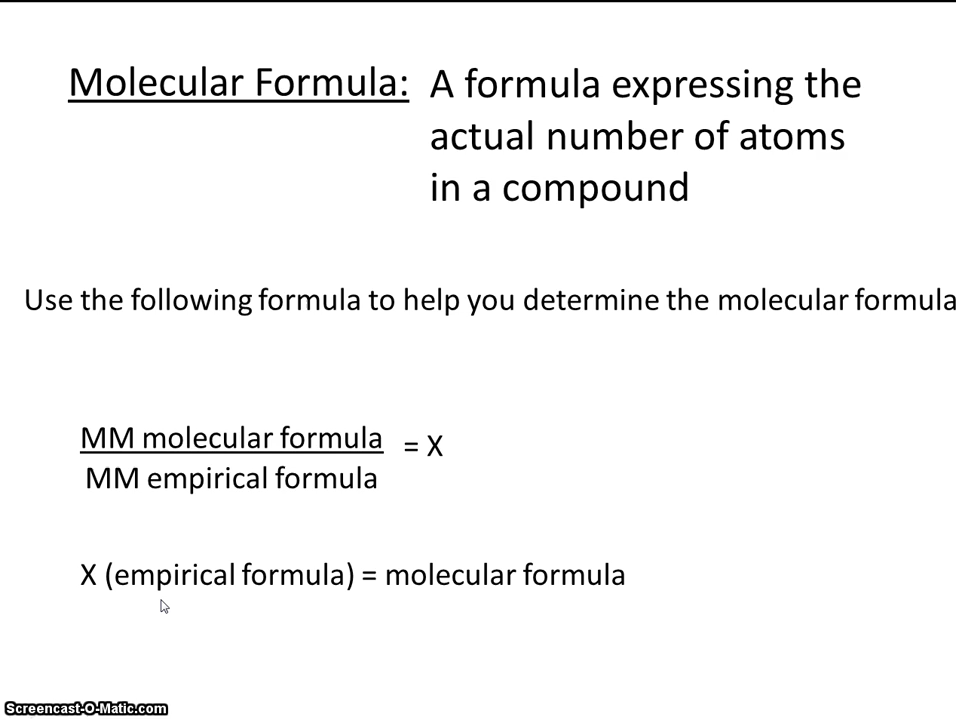 Molecular Formula: A formula expressing the
actual number of atoms
in a compound
Use the following formula to help you determine the molecular formula
MM molecular formula = X
MM empirical formula
X (empirical formula) = molecular formula
Screencast-O-Matic.com